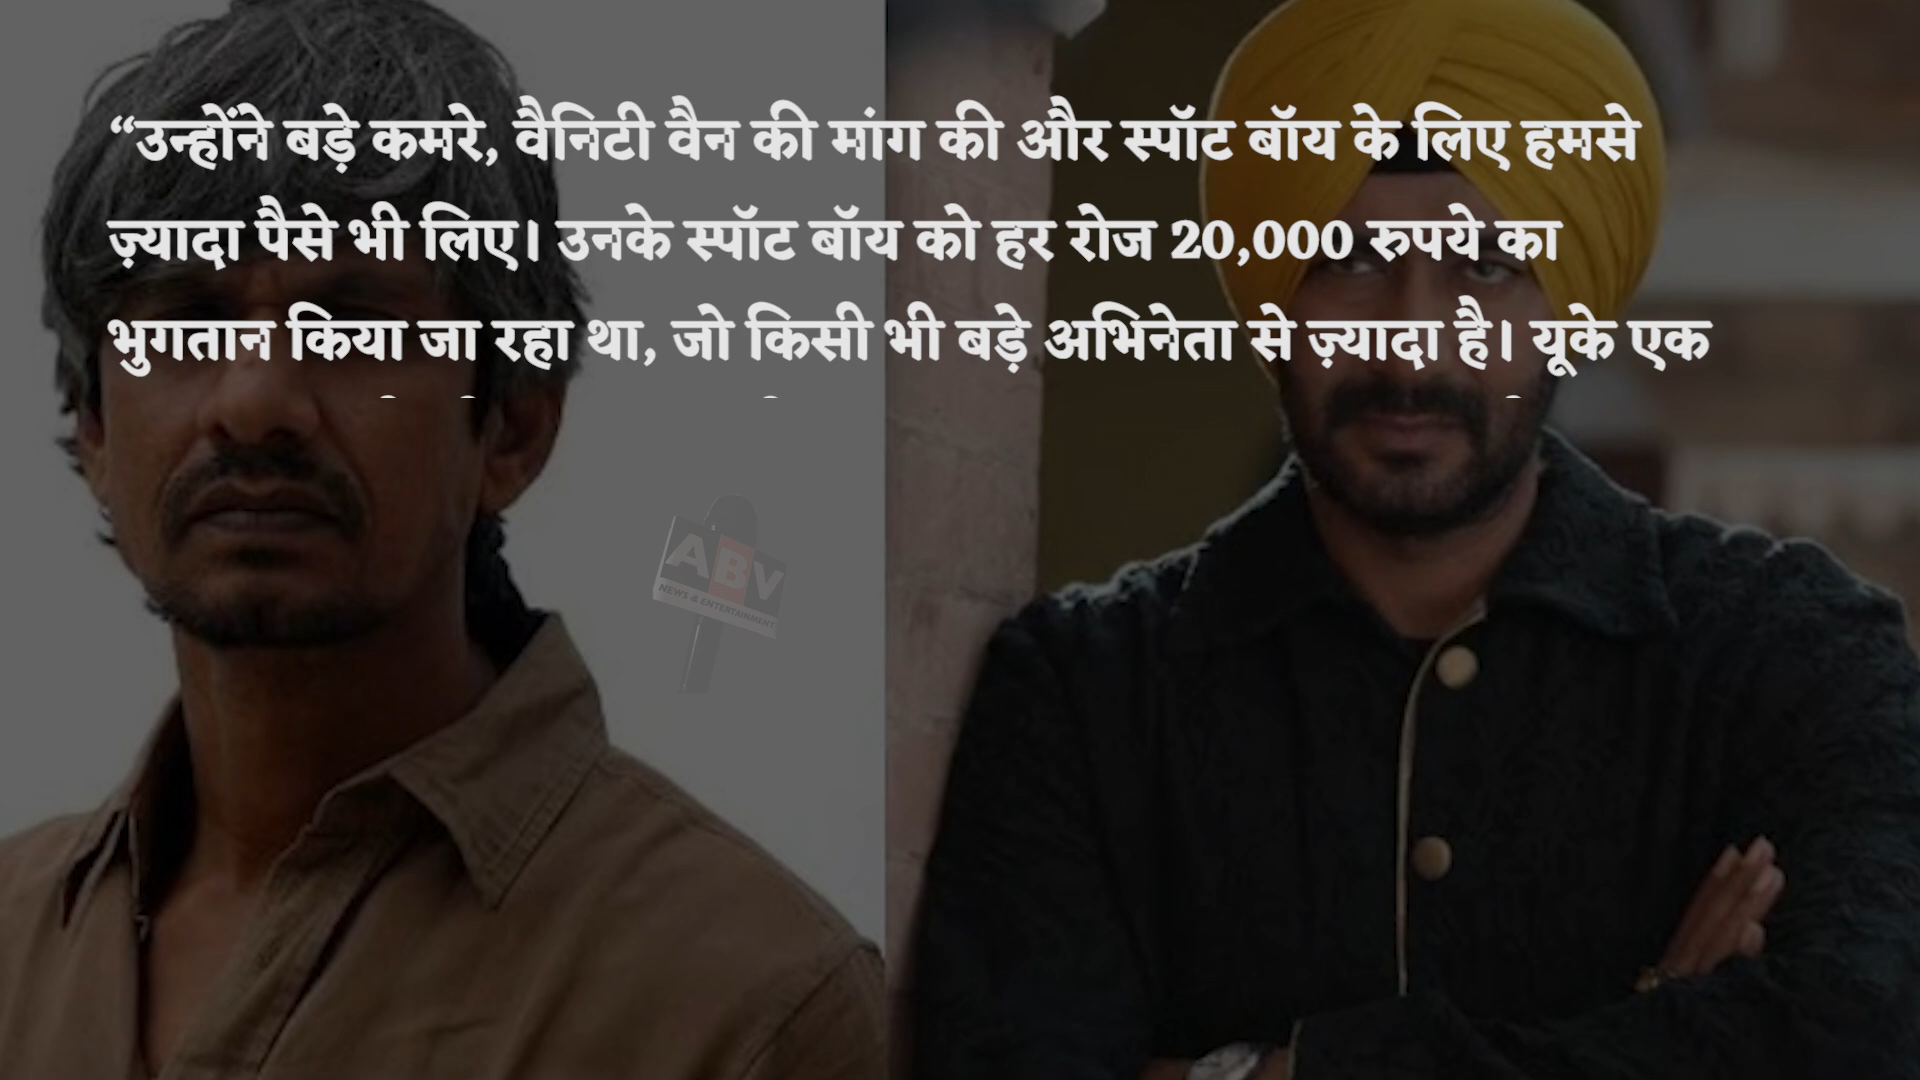 “उन्होंने बड़े कमरे, वैनिटी वैन की मांग की और स्पॉट बॉय के लिए हमसे
ज़्यादा पैसे भी लिए। उनके स्पॉट बॉय को हर रोज 20,000 रुपये का
भुगतान किया जा रहा था, जो किसी भी बड़े अभिनेता से ज़्यादा है। यूके एक
ABV
NEWS & ENTERTAINMENT